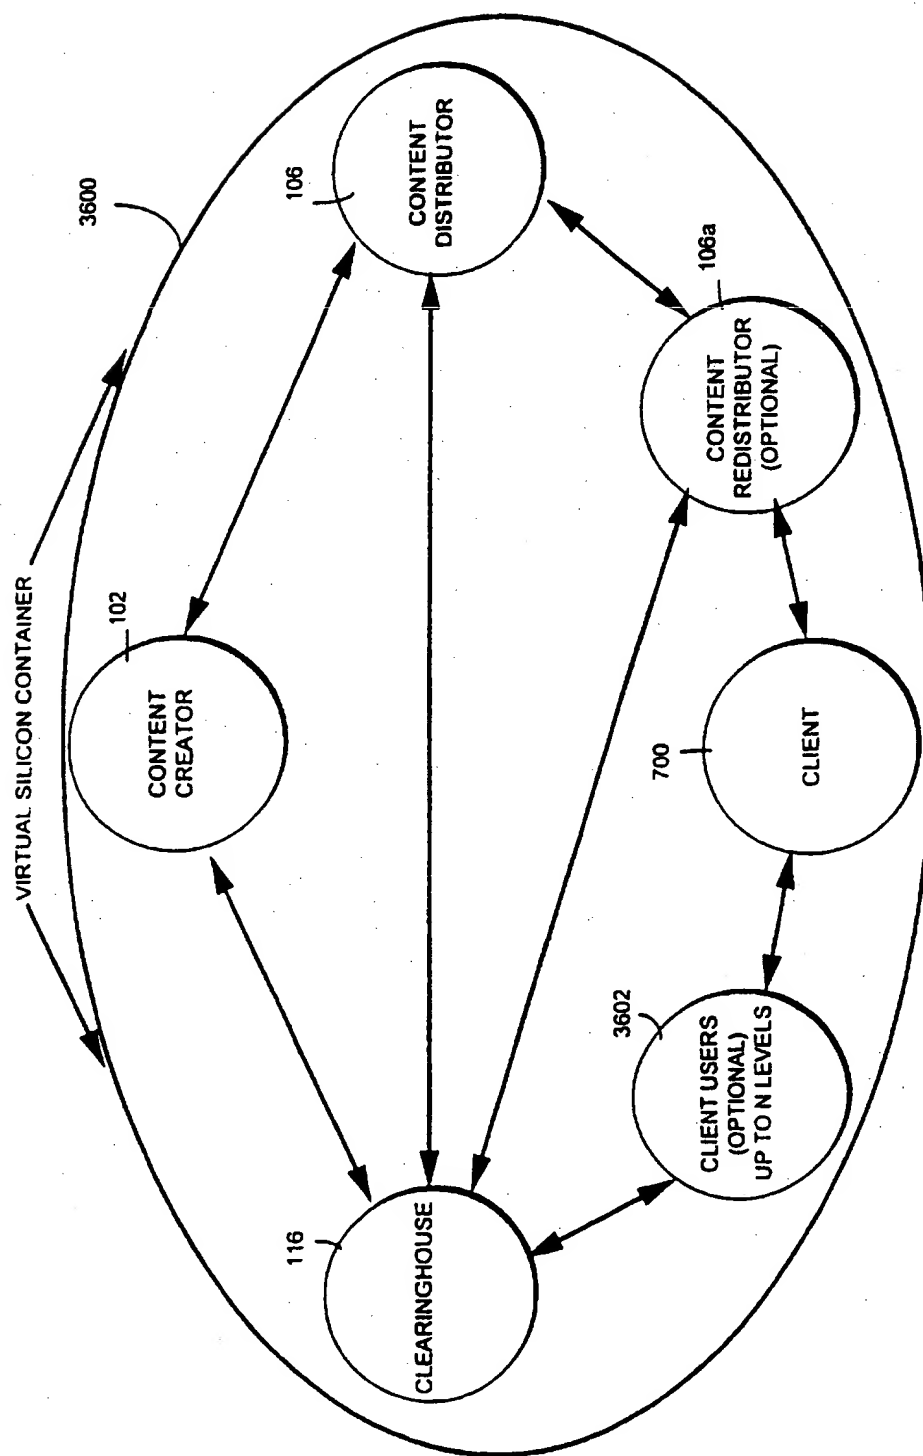 VIRTUAL SILICON CONTAINER
3600
102
CONTENT
CREATOR
106
CONTENT
DISTRIBUTOR
116
CLEARINGHOUSE
106a
CONTENT
REDISTRIBUTOR
(OPTIONAL)
3602
CLIENT USERS
(OPTIONAL)
UP TO N LEVELS
700
CLIENT